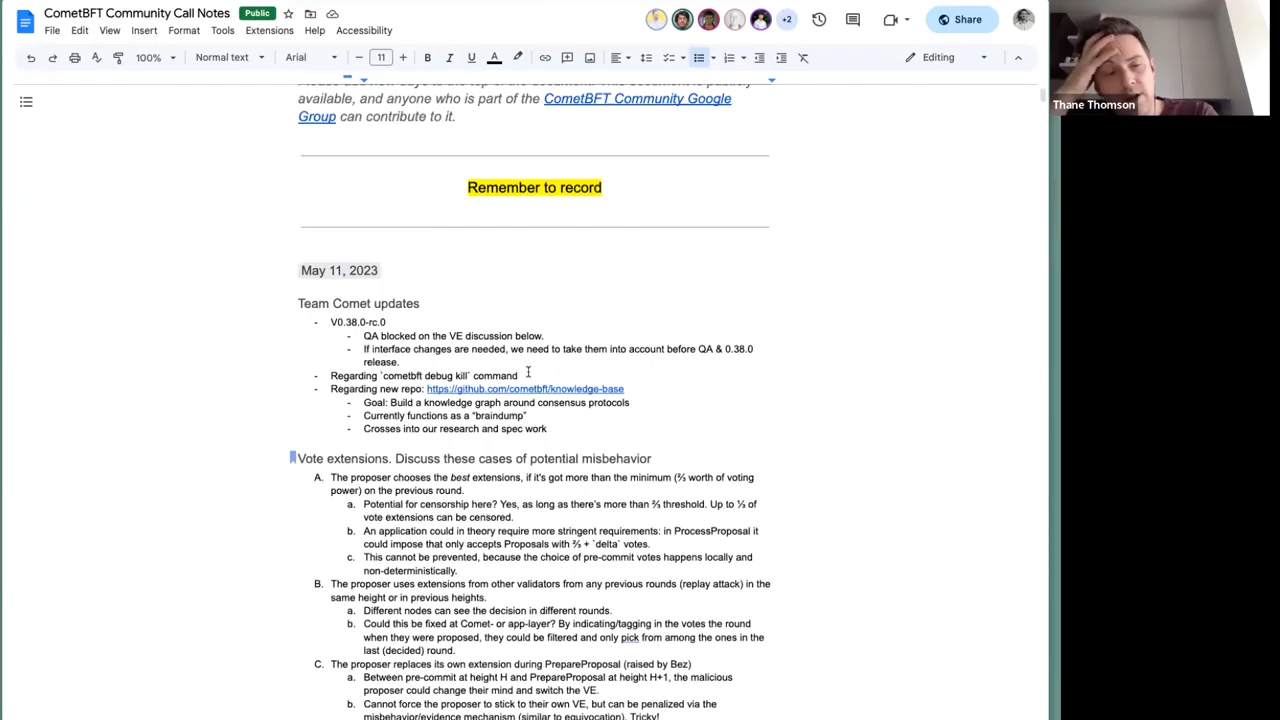 CometBFT Community Call Notes
Public
File Edit View Insert Format Tools Extensions Help Accessibility
+2
Share
100%
Normal text
Arial
11
B I U A
Editing
Thane Thomson
available, and anyone who is part of the CometBFT Community Google
Group can contribute to it.
Remember to record
May 11, 2023
Team Comet updates
- V0.38.0-rc.0
- QA blocked on the VE discussion below.
- If interface changes are needed, we need to take them into account before QA & 0.38.0
release.
- Regarding `cometbft debug kill` command
- Regarding new repo: https://github.com/cometbft/knowledge-base
- Goal: Build a knowledge graph around consensus protocols
- Currently functions as a “braindump”
- Crosses into our research and spec work
Vote extensions. Discuss these cases of potential misbehavior
A. The proposer chooses the best extensions, if it's got more than the minimum (⅔ worth of voting
power) on the previous round.
a. Potential for censorship here? Yes, as long as there's more than ⅔ threshold. Up to ⅓ of
vote extensions can be censored.
b. An application could in theory require more stringent requirements: in ProcessProposal it
could impose that only accepts Proposals with ⅔ + `delta` votes.
c. This cannot be prevented, because the choice of pre-commit votes happens locally and
non-deterministically.
B. The proposer uses extensions from other validators from any previous rounds (replay attack) in the
same height or in previous heights.
a. Different nodes can see the decision in different rounds.
b. Could this be fixed at Comet- or app-layer? By indicating/tagging in the votes the round
when they were proposed, they could be filtered and only pick from among the ones in the
last (decided) round.
C. The proposer replaces its own extension during PrepareProposal (raised by Bez)
a. Between pre-commit at height H and PrepareProposal at height H+1, the malicious
proposer could change their mind and switch the VE.
b. Cannot force the proposer to stick to their own VE, but can be penalized via the
misbehavior/evidence mechanism (similar to equivocation). Tricky!